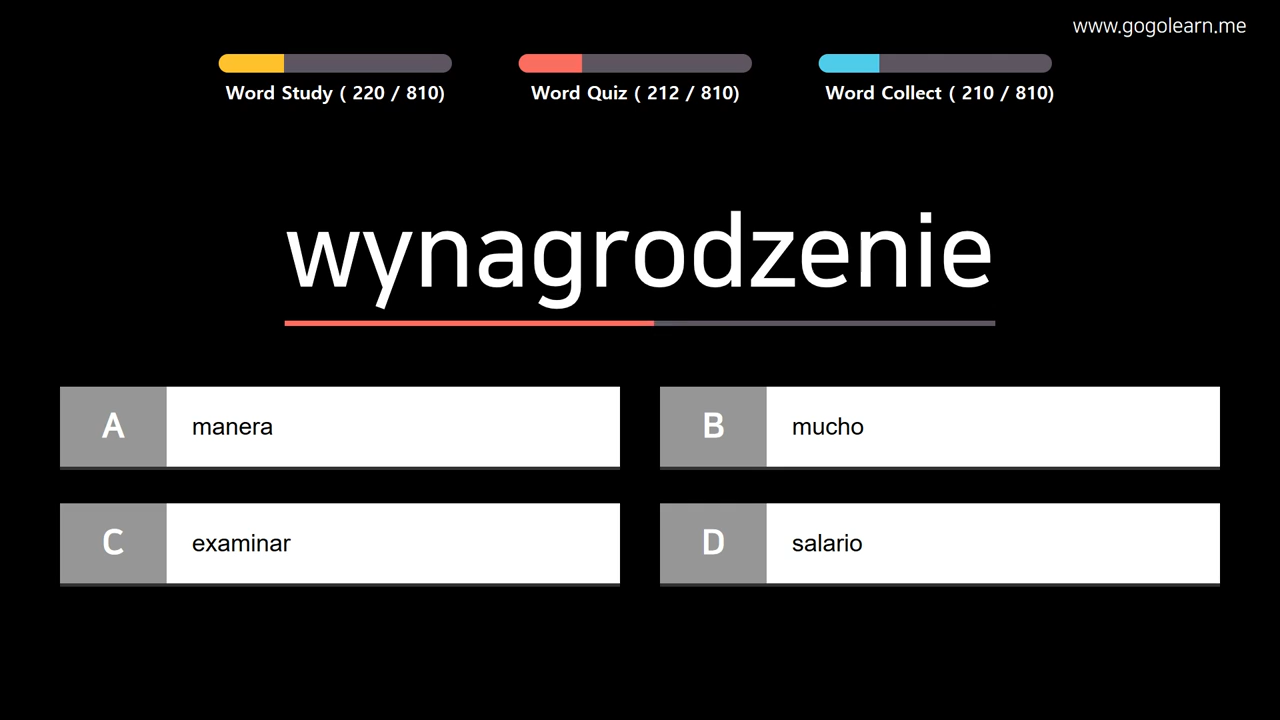 www.gogolearn.me
Word Study ( 220 / 810)
Word Quiz ( 212 / 810)
Word Collect ( 210 / 810)
wynagrodzenie
A manera
B mucho
C examinar
D salario